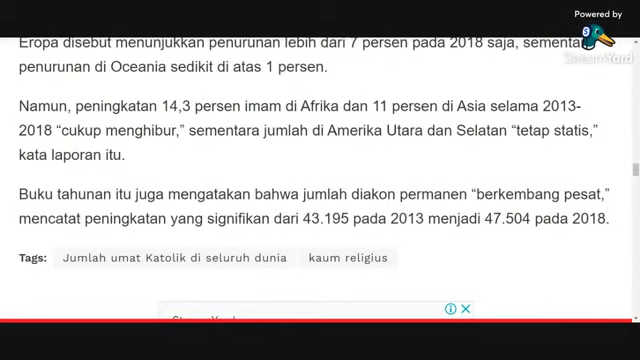 Powered by
StreamYard
Eropa disebut menunjukkan penurunan lebih dari 7 persen pada 2018 saja, sementara
penurunan di Oceania sedikit di atas 1 persen.
Namun, peningkatan 14,3 persen imam di Afrika dan 11 persen di Asia selama 2013-
2018 “cukup menghibur,” sementara jumlah di Amerika Utara dan Selatan “tetap statis,”
kata laporan itu.
Buku tahunan itu juga mengatakan bahwa jumlah diakon permanen “berkembang pesat,”
mencatat peningkatan yang signifikan dari 43.195 pada 2013 menjadi 47.504 pada 2018.
Tags: Jumlah umat Katolik di seluruh dunia kaum religius
StreamYard